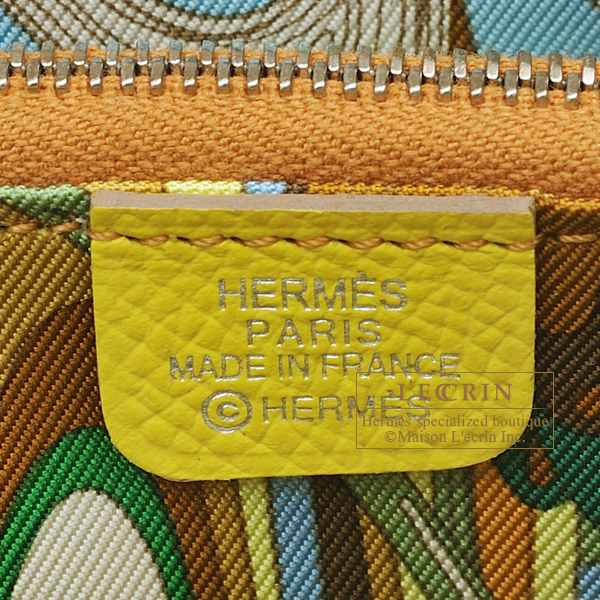 HERMÈS
PARIS
MADE IN FRANCE
© HERMÈS
L'ECRIN
Hermès specialized boutique
©Maison L'ecrin Inc.